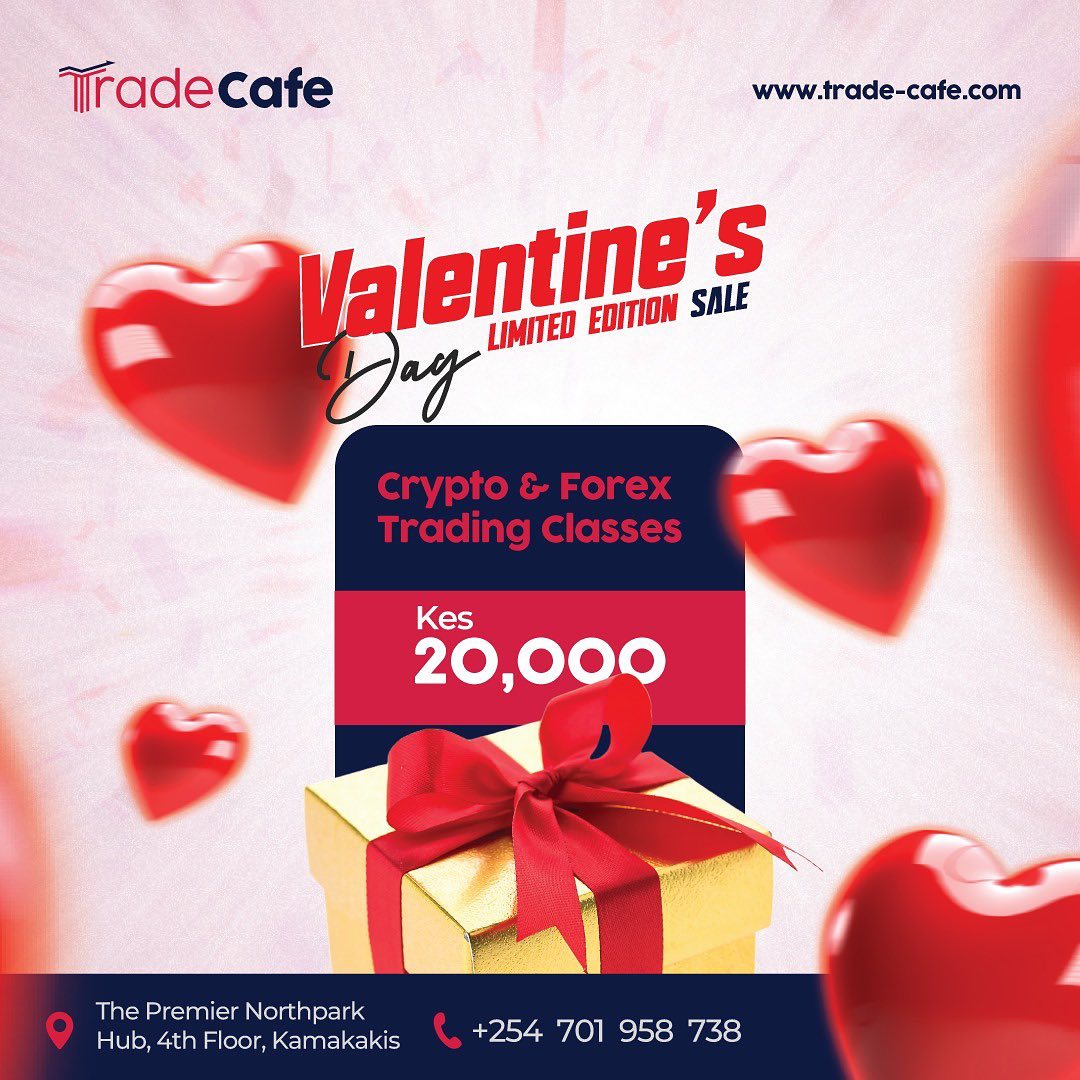 TradeCafe
www.trade-cafe.com
Valentine's
Day LIMITED EDITION SALE
Crypto & Forex
Trading Classes
Kes
20,000
The Premier Northpark
Hub, 4th Floor, Kamakakis
+254 701 958 738